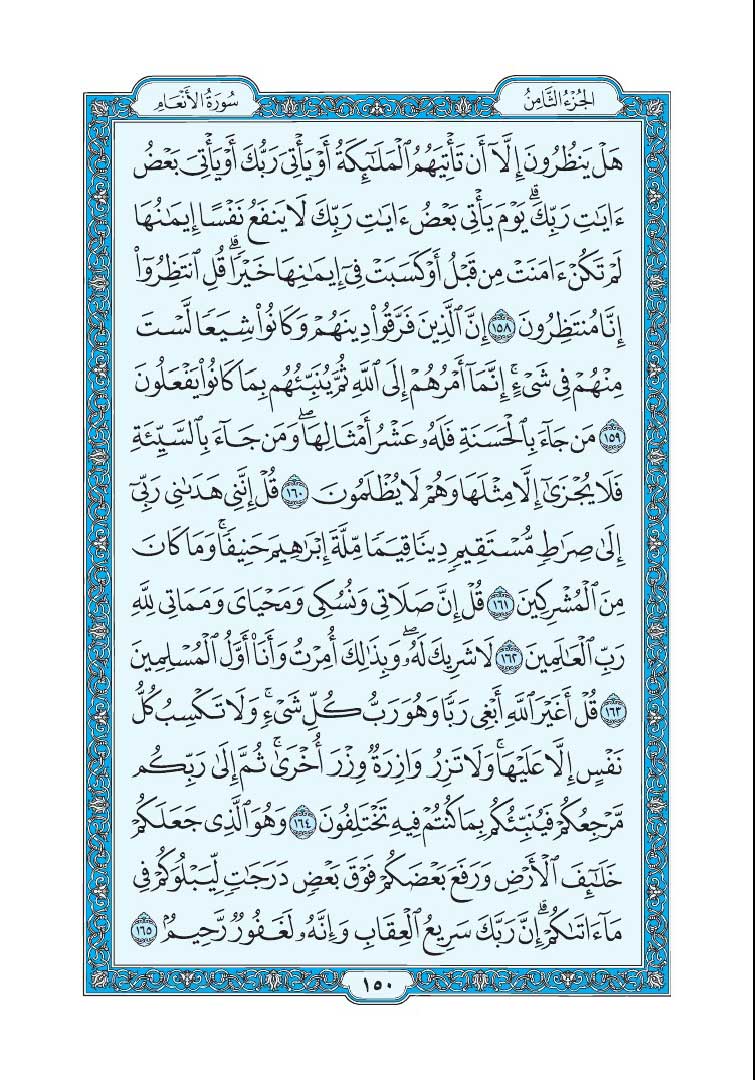 الجُزْءُ الثَّامِنُ
سُورَةُ الأَنْعَامِ
هَلْ يَنظُرُونَ إِلَّآ أَن تَأْتِيَهُمُ ٱلْمَلَٰٓئِكَةُ أَوْ يَأْتِىَ رَبُّكَ أَوْ يَأْتِىَ بَعْضُ
ءَايَٰتِ رَبِّكَ ۗ يَوْمَ يَأْتِى بَعْضُ ءَايَٰتِ رَبِّكَ لَا يَنفَعُ نَفْسًا إِيمَٰنُهَا
لَمْ تَكُنْ ءَامَنَتْ مِن قَبْلُ أَوْ كَسَبَتْ فِىٓ إِيمَٰنِهَا خَيْرًا ۗ قُلِ ٱنتَظِرُوٓا۟
إِنَّا مُنتَظِرُونَ ١٥٨ إِنَّ ٱلَّذِينَ فَرَّقُوا۟ دِينَهُمْ وَكَانُوا۟ شِيَعًا لَّسْتَ
مِنْهُمْ فِى شَىْءٍ ۚ إِنَّمَآ أَمْرُهُمْ إِلَى ٱللَّهِ ثُمَّ يُنَبِّئُهُم بِمَا كَانُوا۟ يَفْعَلُونَ
١٥٩ مَن جَآءَ بِٱلْحَسَنَةِ فَلَهُۥ عَشْرُ أَمْثَالِهَا ۖ وَمَن جَآءَ بِٱلسَّيِّئَةِ
فَلَا يُجْزَىٰٓ إِلَّا مِثْلَهَا وَهُمْ لَا يُظْلَمُونَ ١٦٠ قُلْ إِنَّنِى هَدَىٰنِى رَبِّىٓ
إِلَىٰ صِرَٰطٍ مُّسْتَقِيمٍ دِينًا قِيَمًا مِّلَّةَ إِبْرَٰهِيمَ حَنِيفًا ۚ وَمَا كَانَ
مِنَ ٱلْمُشْرِكِينَ ١٦١ قُلْ إِنَّ صَلَاتِى وَنُسُكِى وَمَحْيَاىَ وَمَمَاتِى لِلَّهِ
رَبِّ ٱلْعَٰلَمِينَ ١٦٢ لَا شَرِيكَ لَهُۥ ۖ وَبِذَٰلِكَ أُمِرْتُ وَأَنَا۠ أَوَّلُ ٱلْمُسْلِمِينَ
١٦٣ قُلْ أَغَيْرَ ٱللَّهِ أَبْغِى رَبًّا وَهُوَ رَبُّ كُلِّ شَىْءٍ ۚ وَلَا تَكْسِبُ كُلُّ
نَفْسٍ إِلَّا عَلَيْهَا ۚ وَلَا تَزِرُ وَازِرَةٌ وِزْرَ أُخْرَىٰ ۚ ثُمَّ إِلَىٰ رَبِّكُم
مَّرْجِعُكُمْ فَيُنَبِّئُكُم بِمَا كُنتُمْ فِيهِ تَخْتَلِفُونَ ١٦٤ وَهُوَ ٱلَّذِى جَعَلَكُمْ
خَلَٰٓئِفَ ٱلْأَرْضِ وَرَفَعَ بَعْضَكُمْ فَوْقَ بَعْضٍ دَرَجَٰتٍ لِّيَبْلُوَكُمْ فِى
مَآ ءَاتَىٰكُمْ ۗ إِنَّ رَبَّكَ سَرِيعُ ٱلْعِقَابِ وَإِنَّهُۥ لَغَفُورٌ رَّحِيمٌۢ ١٦٥
١٥٠